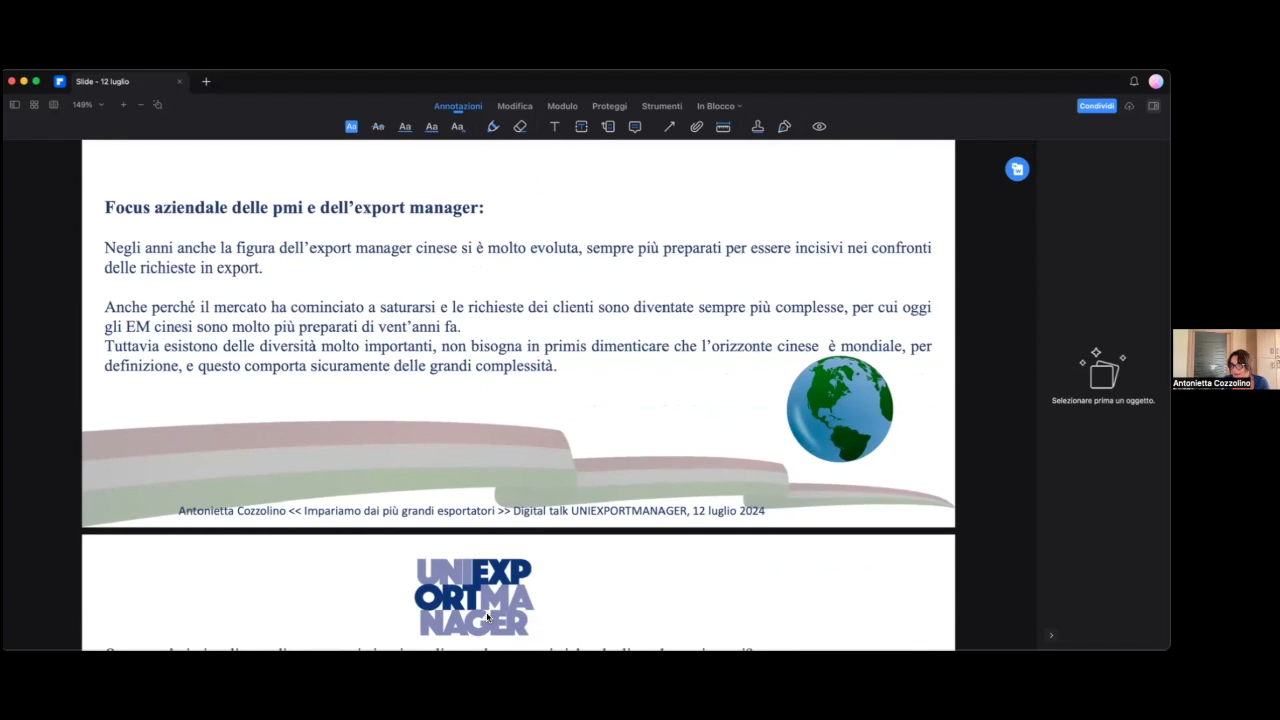 Slide - 12 luglio
149%
Annotazioni
Modifica
Modulo
Proteggi
Strumenti
In Blocco
Condividi
Focus aziendale delle pmi e dell'export manager:
Negli anni anche la figura dell'export manager cinese si è molto evoluta, sempre più preparati per essere incisivi nei confronti
delle richieste in export.
Anche perché il mercato ha cominciato a saturarsi e le richieste dei clienti sono diventate sempre più complesse, per cui oggi
gli EM cinesi sono molto più preparati di vent'anni fa.
Tuttavia esistono delle diversità molto importanti, non bisogna in primis dimenticare che l'orizzonte cinese è mondiale, per
definizione, e questo comporta sicuramente delle grandi complessità.
Antonietta Cozzolino << Impariamo dai più grandi esportatori >> Digital talk UNIEXPORTMANAGER, 12 luglio 2024
UNIEXP
ORTMA
NAGER
Selezionare prima un oggetto.
Antonietta Cozzolino